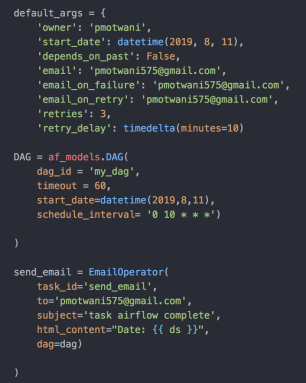 default_args = {
    'owner': 'pmotwani',
    'start_date': datetime(2019, 8, 11),
    'depends_on_past': False,
    'email': 'pmotwani575@gmail.com',
    'email_on_failure': 'pmotwani575@gmail.com',
    'email_on_retry': 'pmotwani575@gmail.com',
    'retries': 3,
    'retry_delay': timedelta(minutes=10)

DAG = af_models.DAG(
    dag_id = 'my_dag',
    timeout = 60,
    start_date=datetime(2019,8,11),
    schedule_interval= '0 10 * * *')

)

send_email = EmailOperator(
    task_id='send_email',
    to='pmotwani575@gmail.com',
    subject='task airflow complete',
    html_content="Date: {{ ds }}",
    dag=dag)

)